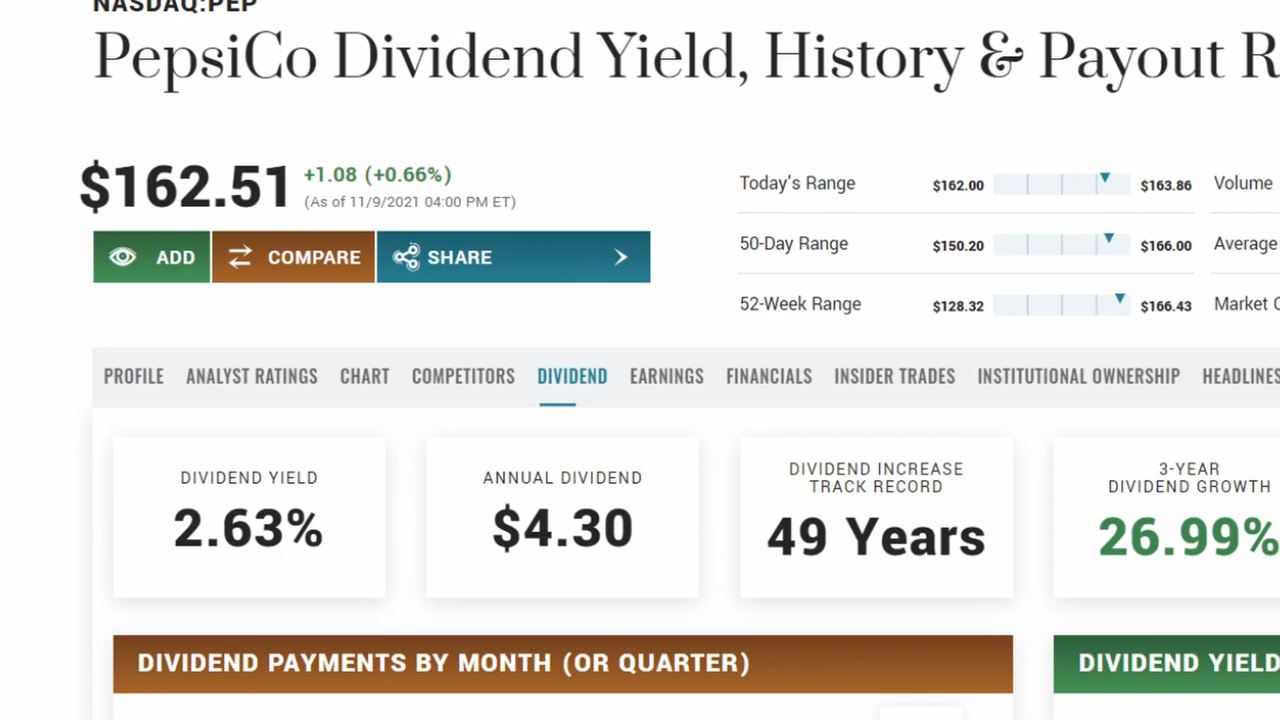 NASDAQ:PEP
PepsiCo Dividend Yield, History & Payout R
$162.51 +1.08 (+0.66%)
(As of 11/9/2021 04:00 PM ET)
ADD COMPARE SHARE
Today's Range $162.00 $163.86 Volume
50-Day Range $150.20 $166.00 Average
52-Week Range $128.32 $166.43 Market C
PROFILE ANALYST RATINGS CHART COMPETITORS DIVIDEND EARNINGS FINANCIALS INSIDER TRADES INSTITUTIONAL OWNERSHIP HEADLINES
DIVIDEND YIELD
2.63%
ANNUAL DIVIDEND
$4.30
DIVIDEND INCREASE
TRACK RECORD
49 Years
3-YEAR
DIVIDEND GROWTH
26.99%
DIVIDEND PAYMENTS BY MONTH (OR QUARTER)
DIVIDEND YIELD